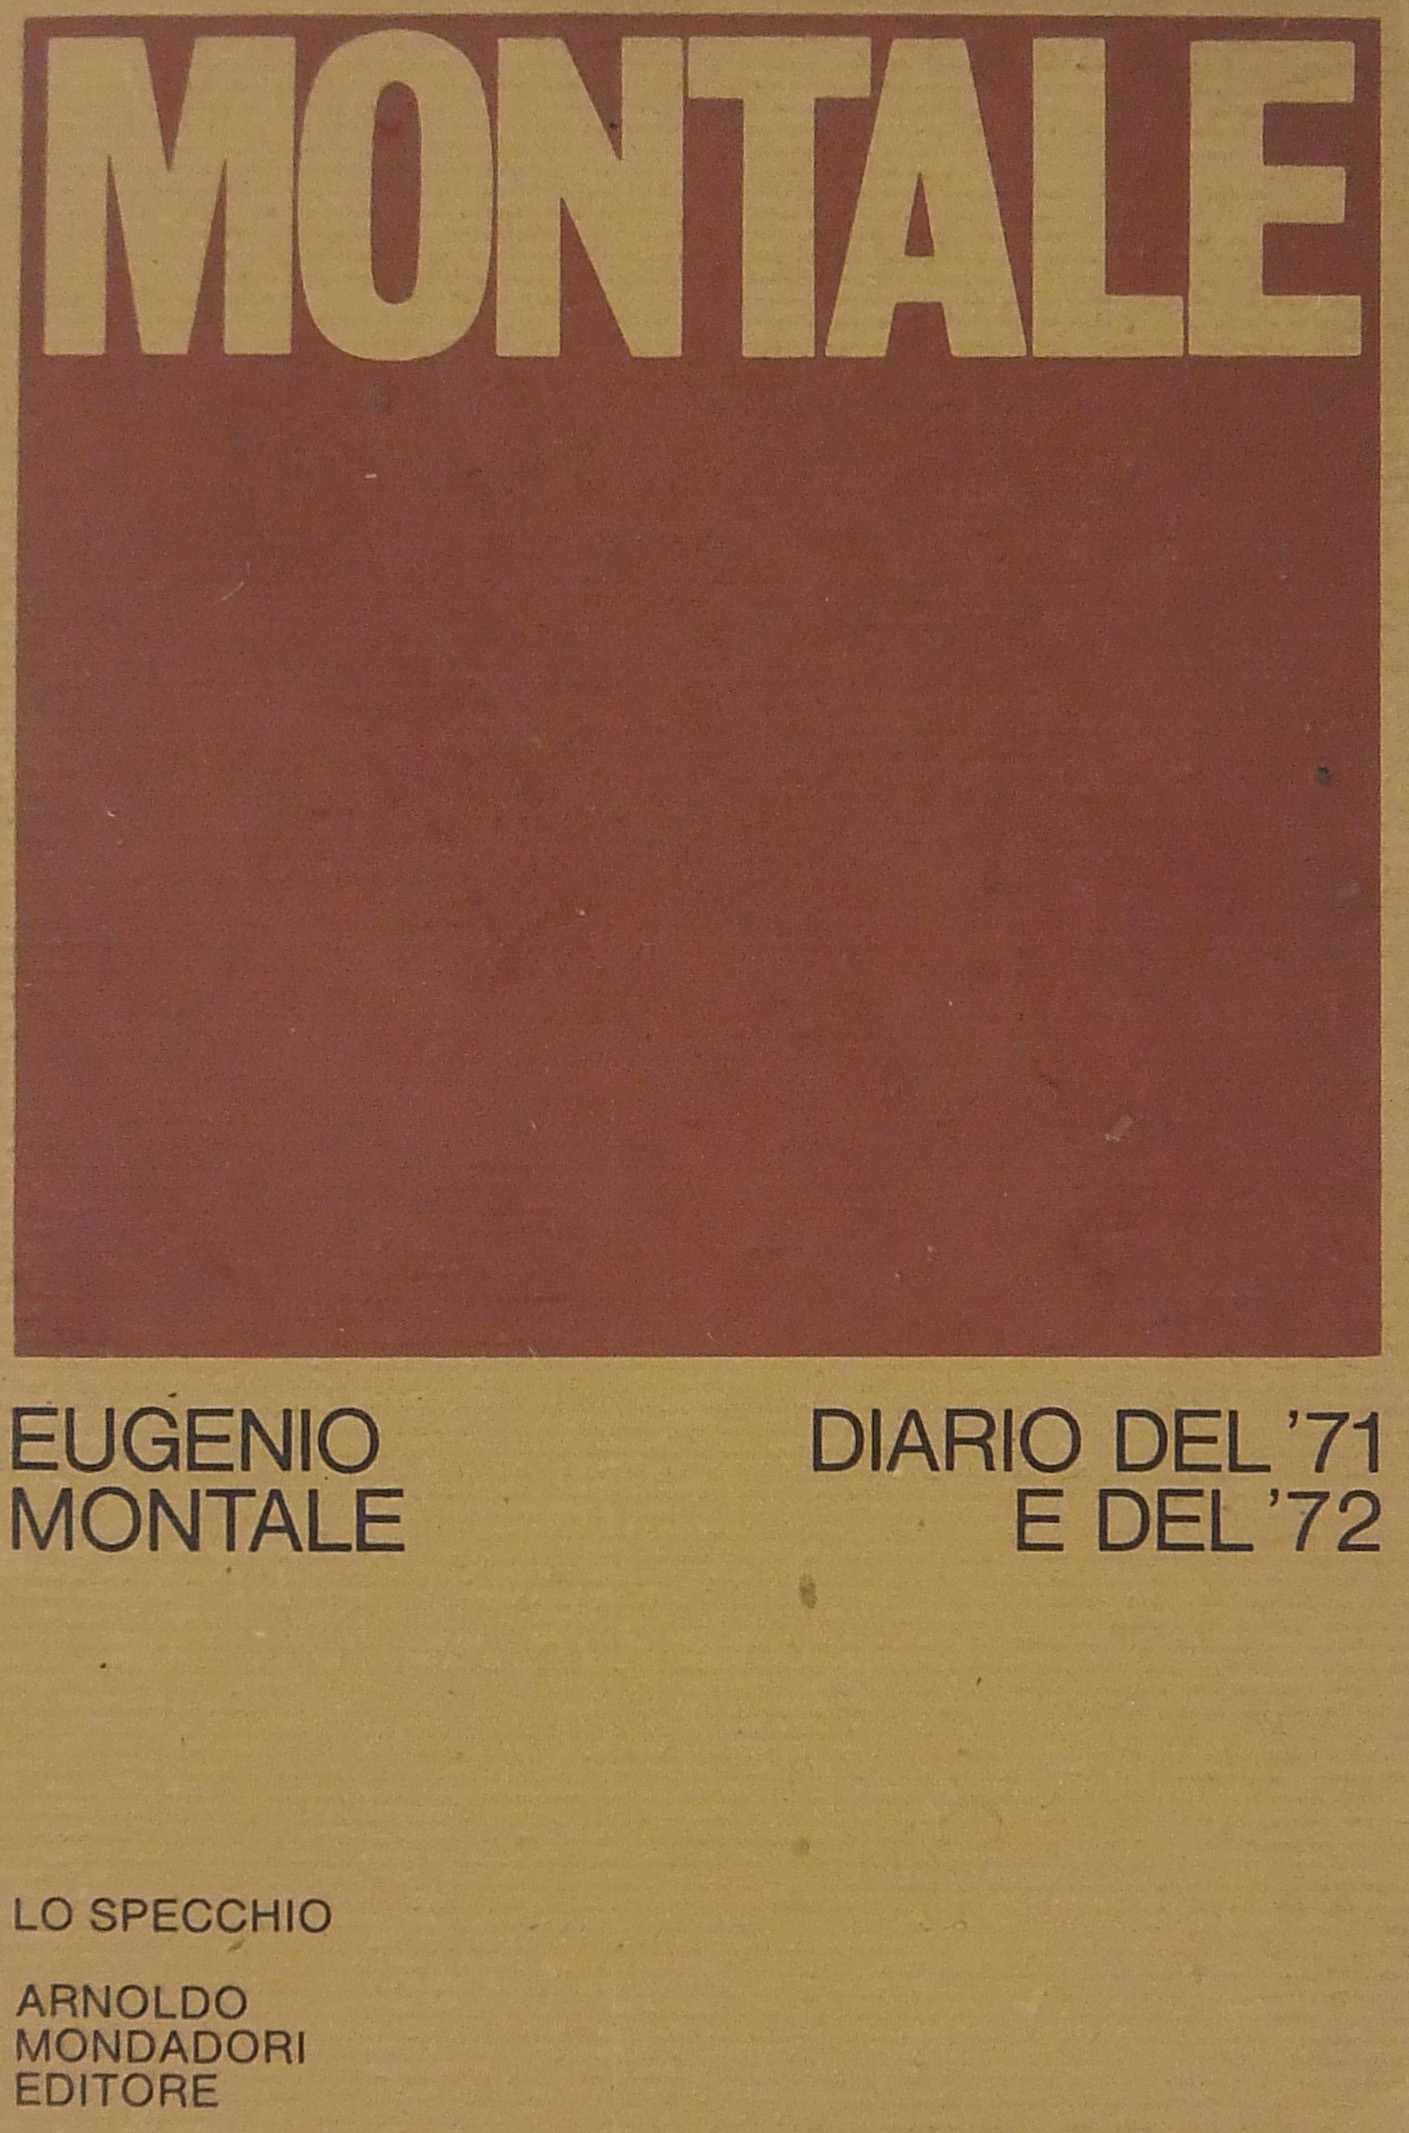 MONTALE
EUGENIO
MONTALE
DIARIO DEL '71
E DEL '72
LO SPECCHIO
ARNOLDO
MONDADORI
EDITORE